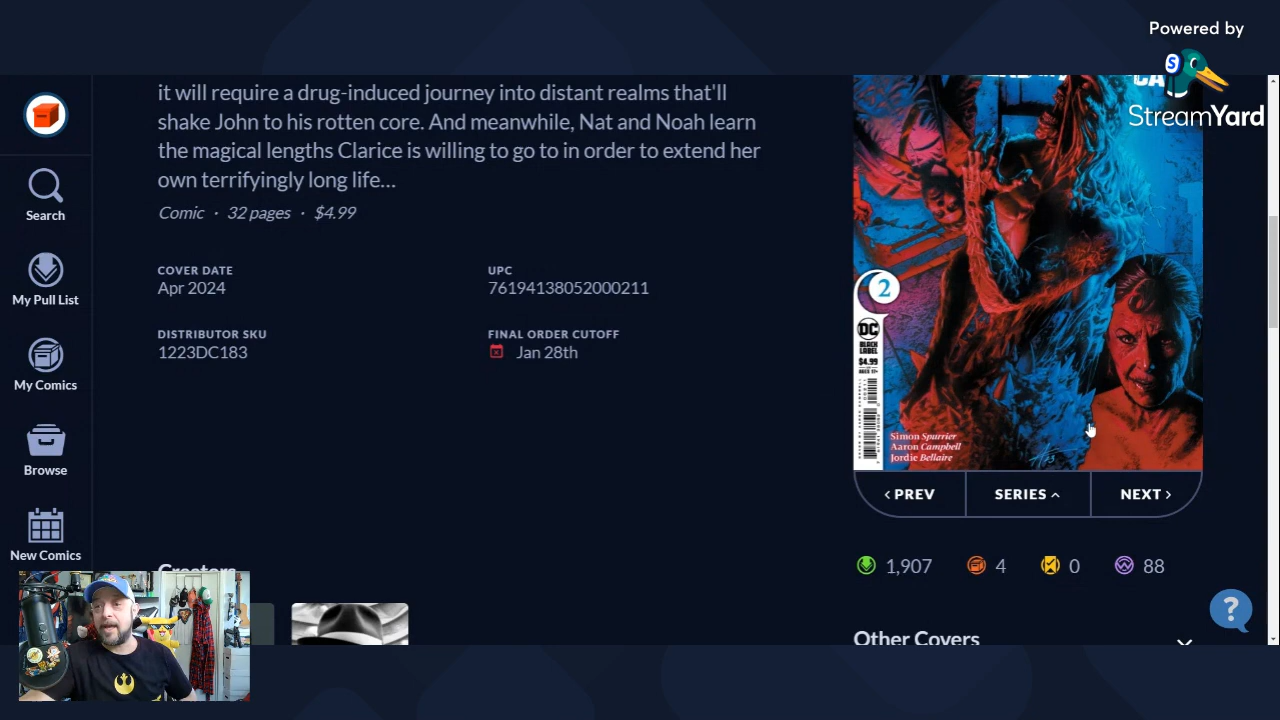 Powered by
StreamYard
it will require a drug-induced journey into distant realms that'll
shake John to his rotten core. And meanwhile, Nat and Noah learn
the magical lengths Clarice is willing to go to in order to extend her
own terrifyingly long life...
Comic · 32 pages · $4.99
COVER DATE
Apr 2024
UPC
76194138052000211
DISTRIBUTOR SKU
1223DC183
FINAL ORDER CUTOFF
Jan 28th
Search
My Pull List
My Comics
Browse
New Comics
Creators
2
DC
BLACK
LABEL
$4.99
Simon Spurrier
Aaron Campbell
Jordie Bellaire
‹ PREV
SERIES
NEXT ›
1,907
4
0
88
Other Covers
?